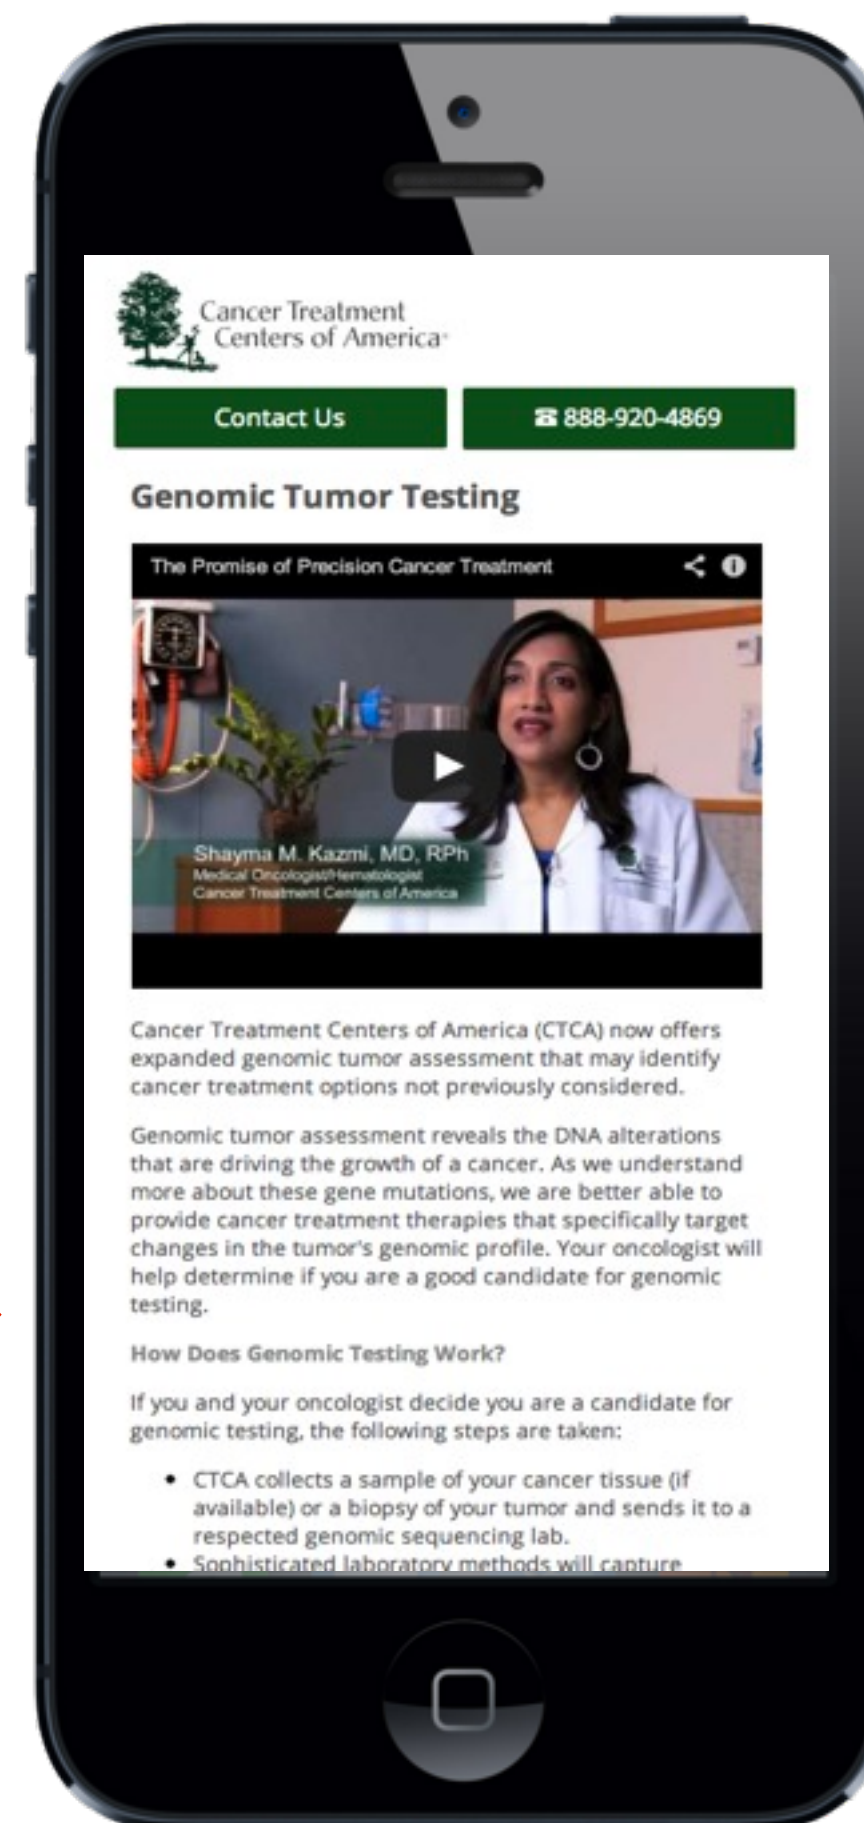 Cancer Treatment
Centers of America
Contact Us
☎ 888-920-4869
Genomic Tumor Testing
The Promise of Precision Cancer Treatment
Shayma M. Kazmi, MD, RPh
Medical Oncologist/Hematologist
Cancer Treatment Centers of America
Cancer Treatment Centers of America (CTCA) now offers
expanded genomic tumor assessment that may identify
cancer treatment options not previously considered.
Genomic tumor assessment reveals the DNA alterations
that are driving the growth of a cancer. As we understand
more about these gene mutations, we are better able to
provide cancer treatment therapies that specifically target
changes in the tumor's genomic profile. Your oncologist will
help determine if you are a good candidate for genomic
testing.
How Does Genomic Testing Work?
If you and your oncologist decide you are a candidate for
genomic testing, the following steps are taken:
• CTCA collects a sample of your cancer tissue (if
available) or a biopsy of your tumor and sends it to a
respected genomic sequencing lab.
• Sophisticated laboratory methods will capture